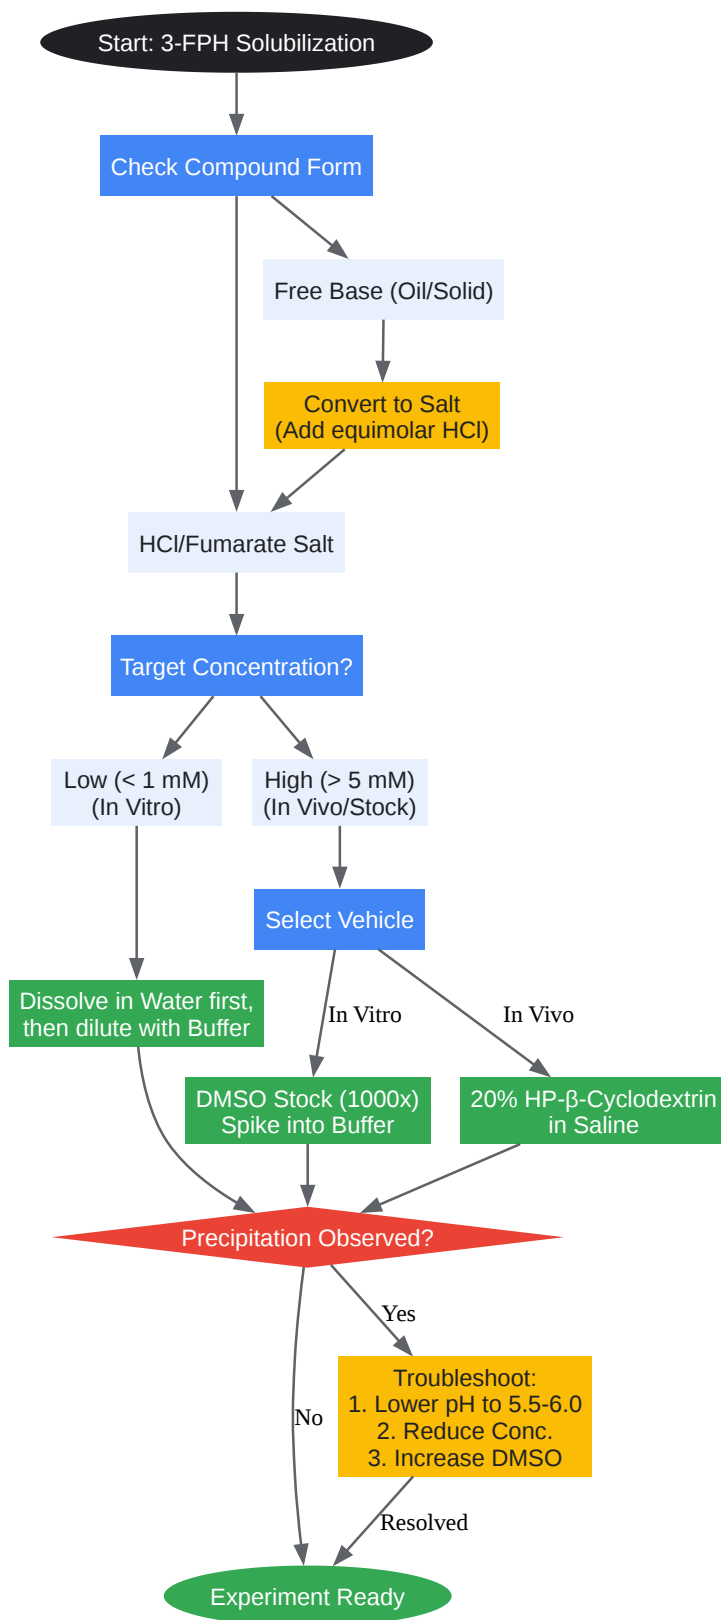 Start: 3-FPH Solubilization
Check Compound Form
Free Base (Oil/Solid)
Convert to Salt
(Add equimolar HCl)
HCl/Fumarate Salt
Target Concentration?
Low (< 1 mM)
(In Vitro)
High (> 5 mM)
(In Vivo/Stock)
Select Vehicle
Dissolve in Water first,
then dilute with Buffer
In Vitro
In Vivo
DMSO Stock (1000x)
Spike into Buffer
20% HP-β-Cyclodextrin
in Saline
Precipitation Observed?
Yes
No
Troubleshoot:
1. Lower pH to 5.5-6.0
2. Reduce Conc.
3. Increase DMSO
Resolved
Experiment Ready